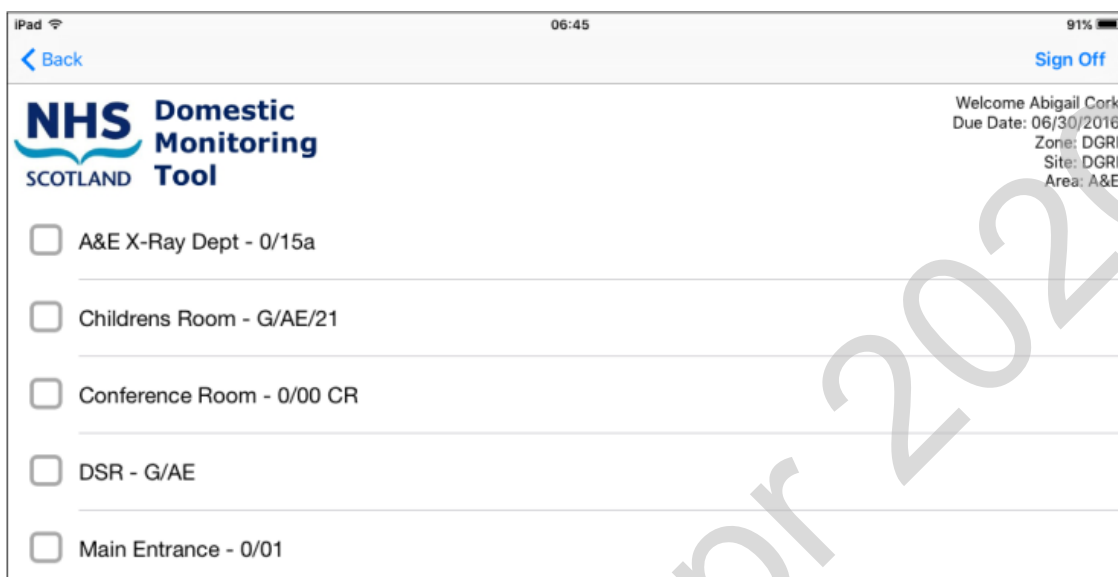 iPad 06:45 91%
Back Sign Off
NHS
SCOTLAND
Domestic
Monitoring
Tool
Welcome Abigail Cork
Due Date: 06/30/2016
Zone: DGRI
Site: DGRI
Area: A&E
A&E X-Ray Dept - 0/15a
Childrens Room - G/AE/21
Conference Room - 0/00 CR
DSR - G/AE
Main Entrance - 0/01